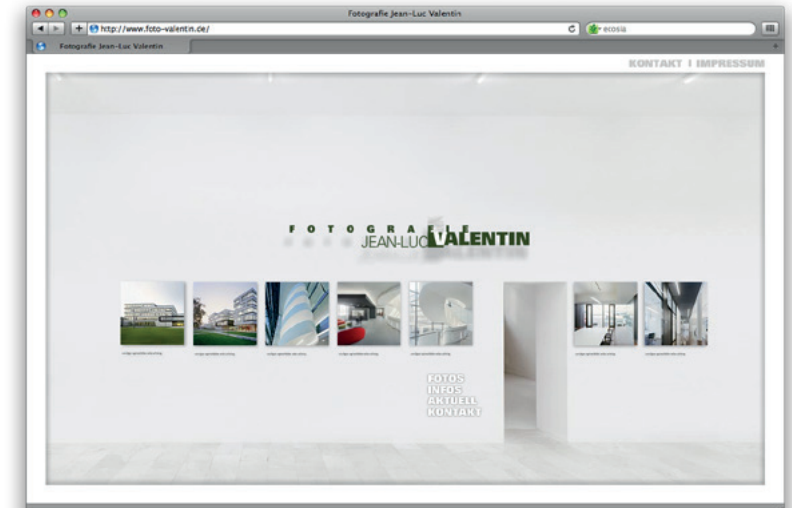 Fotografie Jean-Luc Valentin
http://www.foto-valentin.de/
ecosia
Fotografie Jean-Luc Valentin
KONTAKT I IMPRESSUM
FOTOGRAFIE
JEAN-LUC VALENTIN
FOTOS
INFOS
AKTUELL
KONTAKT